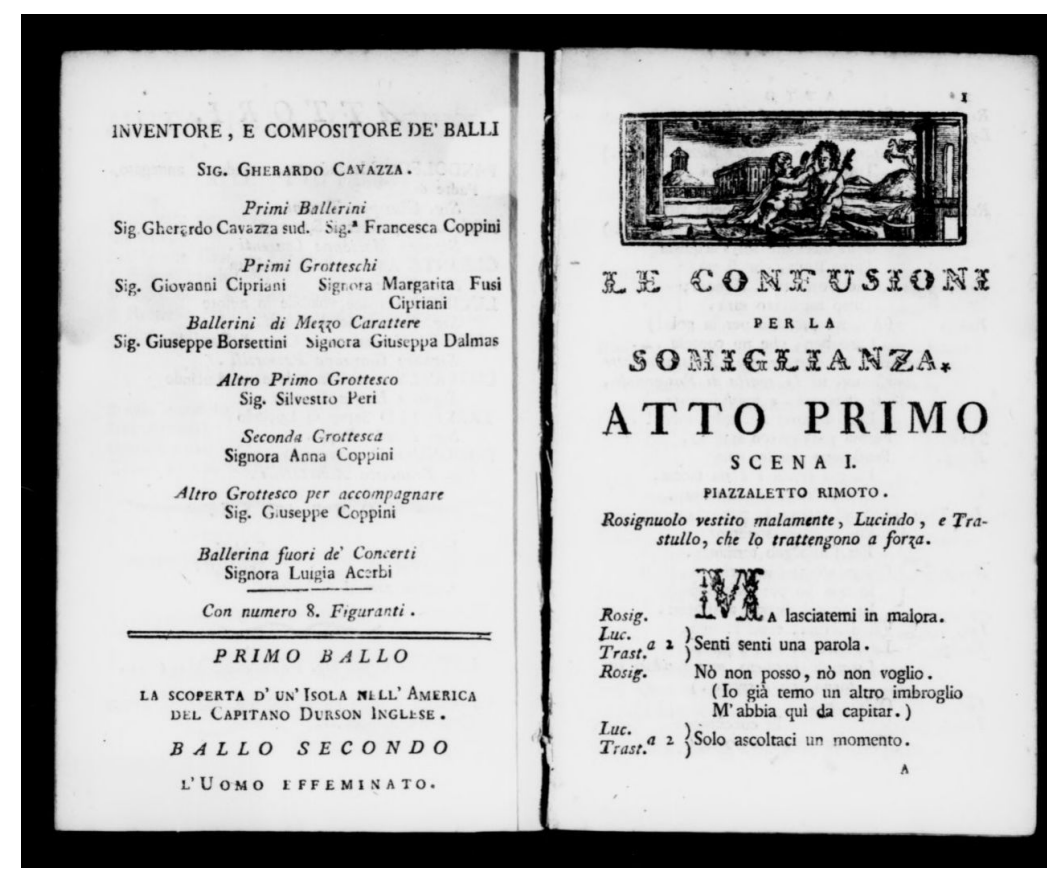 INVENTORE, E COMPOSITORE DE' BALLI
SIG. GHERARDO CAVAZZA.
Primi Ballerini
Sig. Gherardo Cavazza sud. Sig.ª Francesca Coppini
Primi Grotteschi
Sig. Giovanni Cipriani Signora Margarita Fusi
Cipriani
Ballerini di Mezzo Carattere
Sig. Giuseppe Borsettini Signora Giuseppa Dalmas
Altro Primo Grottesco
Sig. Silvestro Peri
Seconda Grottesca
Signora Anna Coppini
Altro Grottesco per accompagnare
Sig. Giuseppe Coppini
Ballerina fuori de' Concerti
Signora Luigia Acerbi
Con numero 8. Figuranti.
PRIMO BALLO
LA SCOPERTA D' UN' ISOLA NELL' AMERICA
DEL CAPITANO DURSON INGLESE.
BALLO SECONDO
L'UOMO EFFEMINATO.
1
LE CONFUSIONI
PER LA
SOMIGLIANZA.
ATTO PRIMO
SCENA I.
PIAZZALETTO RIMOTO.
Rosignuolo vestito malamente, Lucindo, e Tra-
stullo, che lo trattengono a forza.
Rosig. MA lasciatemi in malora.
Luc. )
Trast. a 2 ) Senti senti una parola.
Rosig. Nò non posso, nò non voglio.
(Io già temo un altro imbroglio
M' abbia quì da capitar.)
Luc. )
Trast. a 2 ) Solo ascoltaci un momento.
A